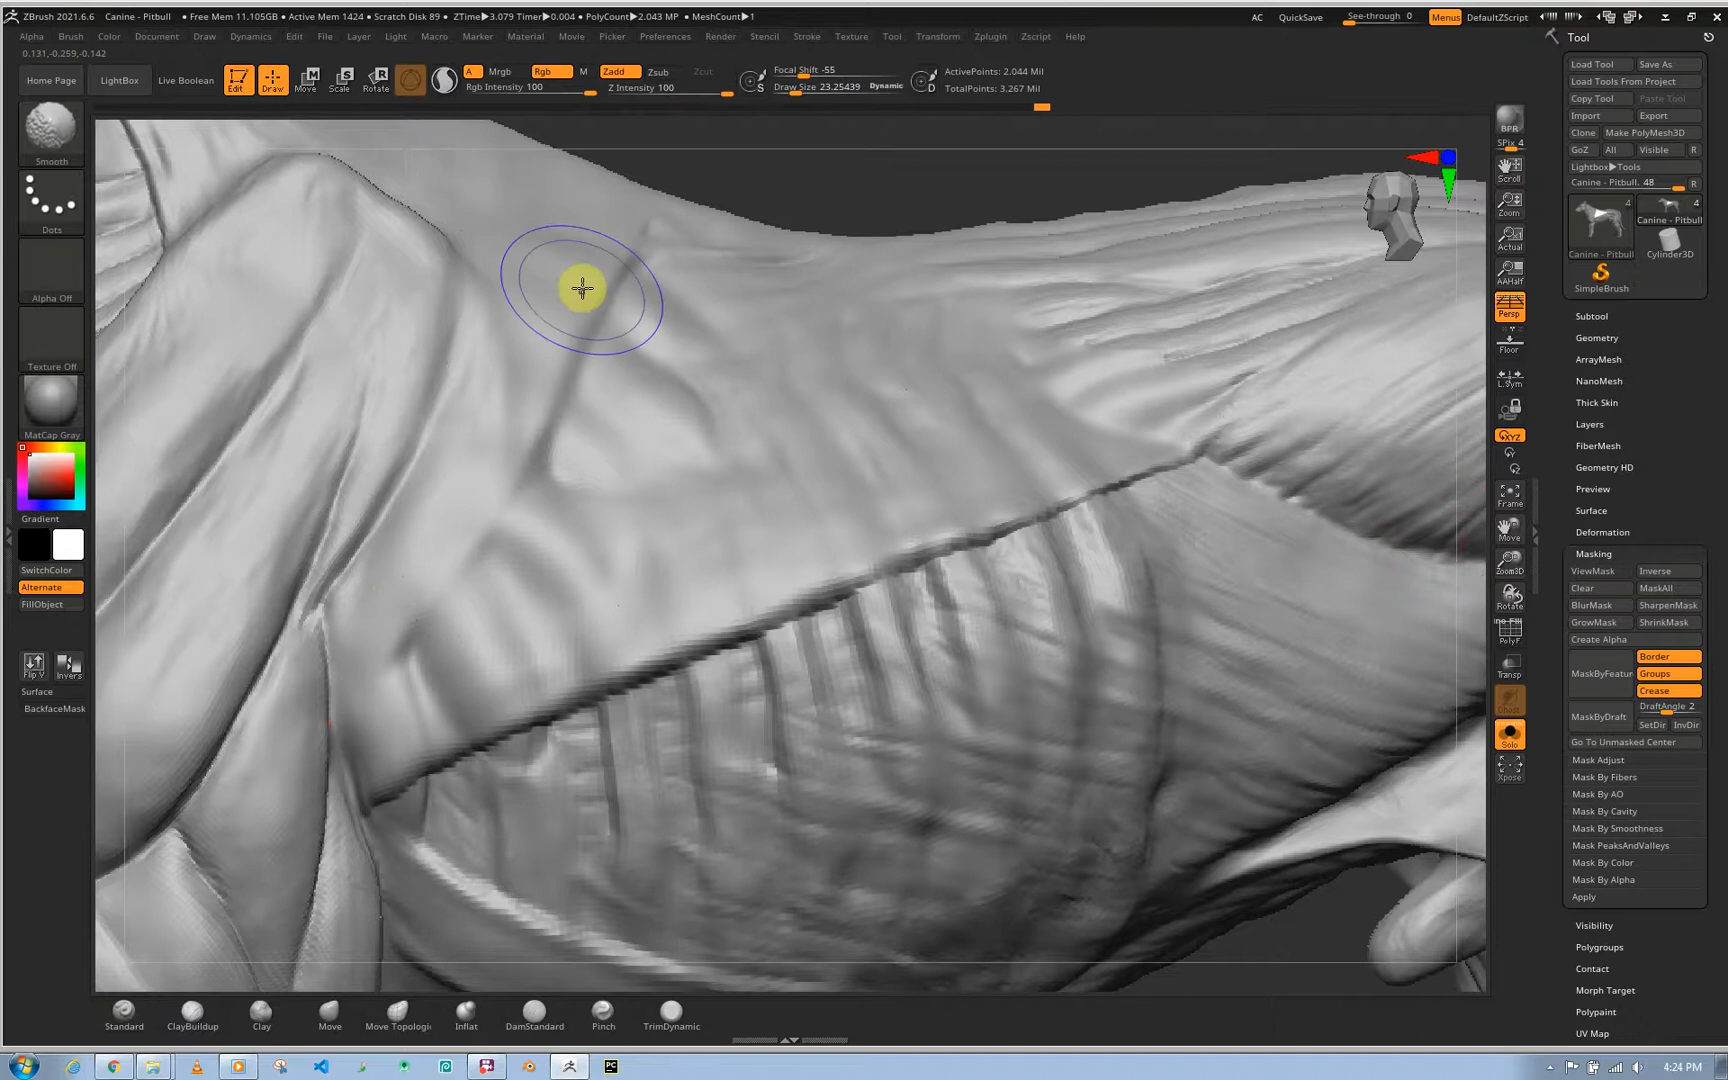 ZBrush 2021.6.6 Canine - Pitbull • Free Mem 11.105GB • Active Mem 1424 • Scratch Disk 89 • ZTime▶3.079 Timer▶0.004 • PolyCount▶2.043 MP • MeshCount▶1 AC QuickSave See-through 0 Menus DefaultZScript
Alpha Brush Color Document Draw Dynamics Edit File Layer Light Macro Marker Material Movie Picker Preferences Render Stencil Stroke Texture Tool Transform Zplugin Zscript Help
0.131,-0.259,-0.142
Home Page LightBox Live Boolean Edit Draw Move Scale Rotate
A Mrgb Rgb M Zadd Zsub Zcut
Rgb Intensity 100 Z Intensity 100
Focal Shift -55
Draw Size 23.25439 Dynamic
S
D
ActivePoints: 2.044 Mil
TotalPoints: 3.267 Mil
Smooth
Dots
Alpha Off
Texture Off
MatCap Gray
Gradient
SwitchColor
Alternate
FillObject
Flip V Invers
Surface
BackfaceMask
BPR
SPix 4
Scroll
Zoom
Actual
AAHalf
Persp
Floor
L.Sym
XYZ
Y
Z
Frame
Move
Zoom3D
Rotate
PolyF
Transp
Ghost
Solo
Xpose
Tool
Load Tool Save As
Load Tools From Project
Copy Tool Paste Tool
Import Export
Clone Make PolyMesh3D
GoZ All Visible R
Lightbox▶Tools
Canine - Pitbull. 48 R
4 4
Canine - Pitbull
Canine - Pitbull Cylinder3D
SimpleBrush
Subtool
Geometry
ArrayMesh
NanoMesh
Thick Skin
Layers
FiberMesh
Geometry HD
Preview
Surface
Deformation
Masking
ViewMask Inverse
Clear MaskAll
BlurMask SharpenMask
GrowMask ShrinkMask
Create Alpha
MaskByFeatur Border
Groups
Crease
MaskByDraft DraftAngle 2
SetDir InvDir
Go To Unmasked Center
Mask Adjust
Mask By Fibers
Mask By AO
Mask By Cavity
Mask By Smoothness
Mask PeaksAndValleys
Mask By Color
Mask By Alpha
Apply
Visibility
Polygroups
Contact
Morph Target
Polypaint
UV Map
Standard ClayBuildup Clay Move Move Topologic Inflat DamStandard Pinch TrimDynamic
PC
4:24 PM